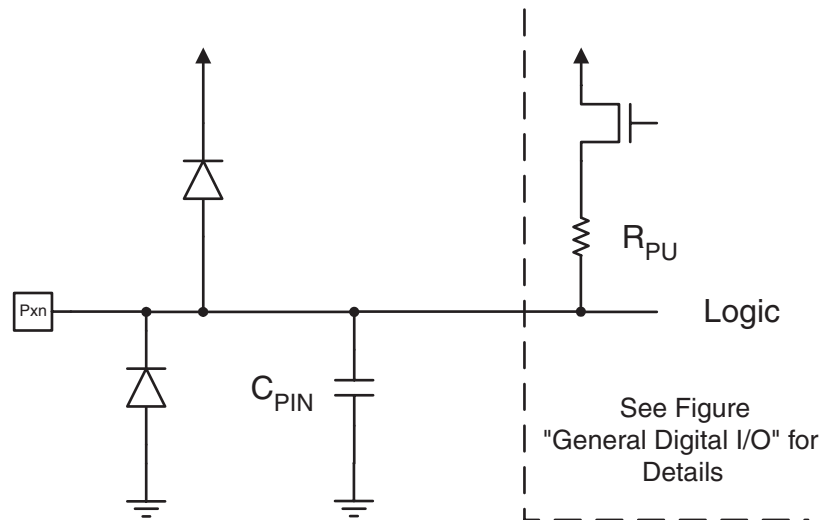 R_PU
Pxn
Logic
C_PIN
See Figure
"General Digital I/O" for
Details